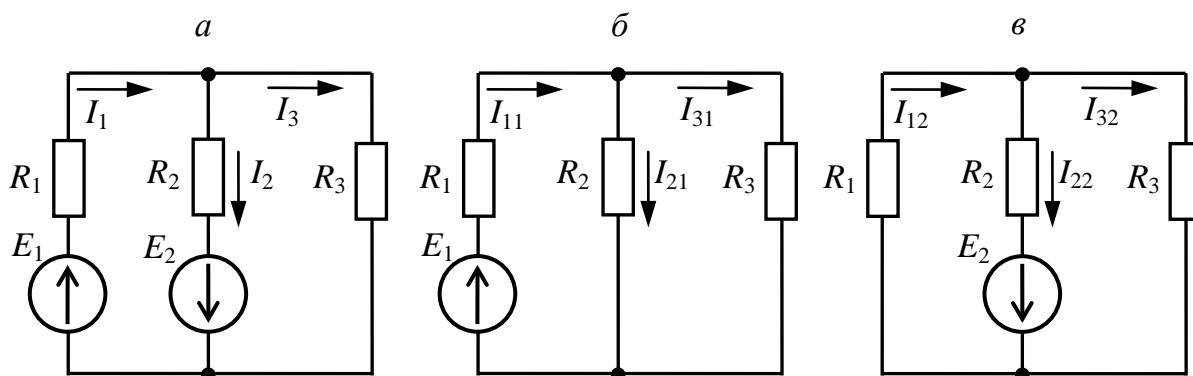 а б в
I1 I3 I11 I31 I12 I32
R1 R2 I2 R3 R1 R2 I21 R3 R1 R2 I22 R3
E1 E2 E1 E2